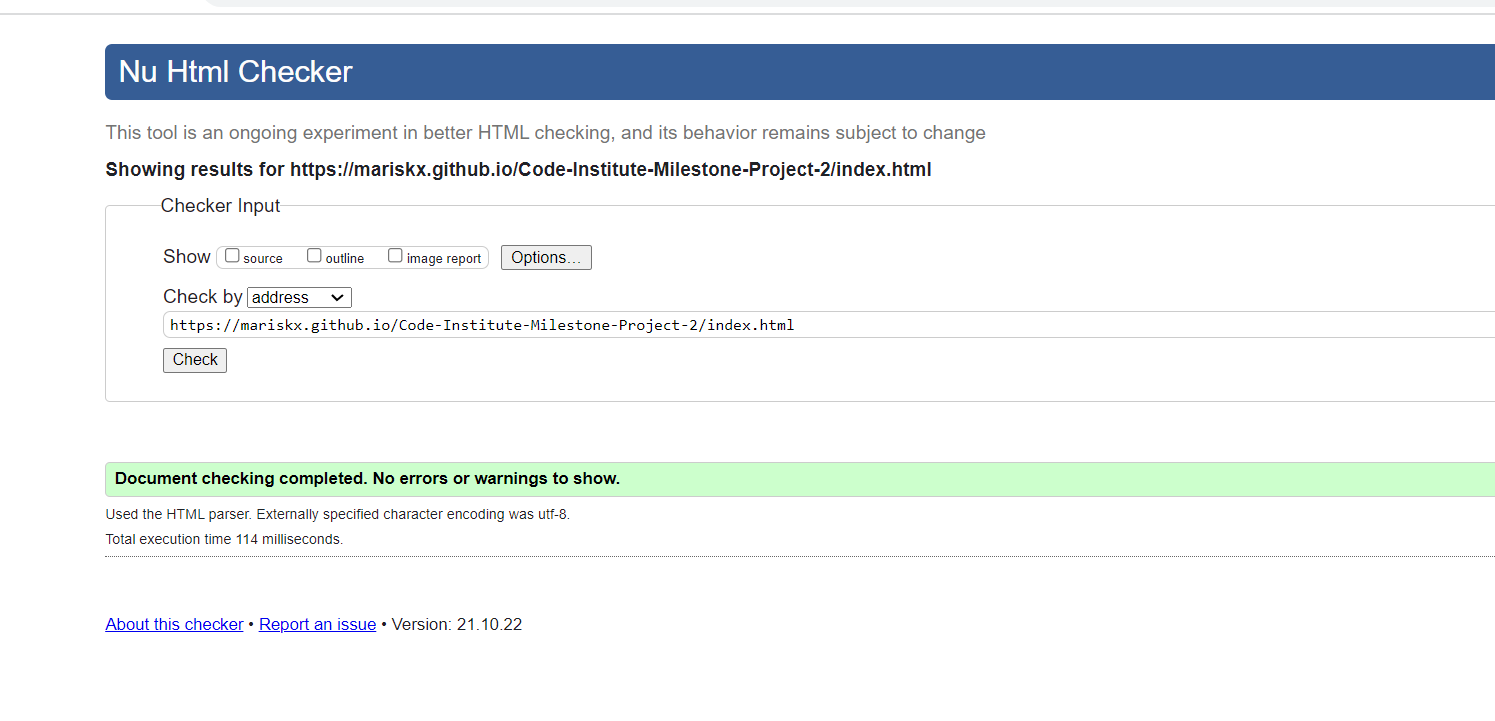 Nu Html Checker
This tool is an ongoing experiment in better HTML checking, and its behavior remains subject to change
Showing results for https://mariskx.github.io/Code-Institute-Milestone-Project-2/index.html
Checker Input
Show source outline image report Options...
Check by address
https://mariskx.github.io/Code-Institute-Milestone-Project-2/index.html
Check
Document checking completed. No errors or warnings to show.
Used the HTML parser. Externally specified character encoding was utf-8.
Total execution time 114 milliseconds.
About this checker • Report an issue • Version: 21.10.22